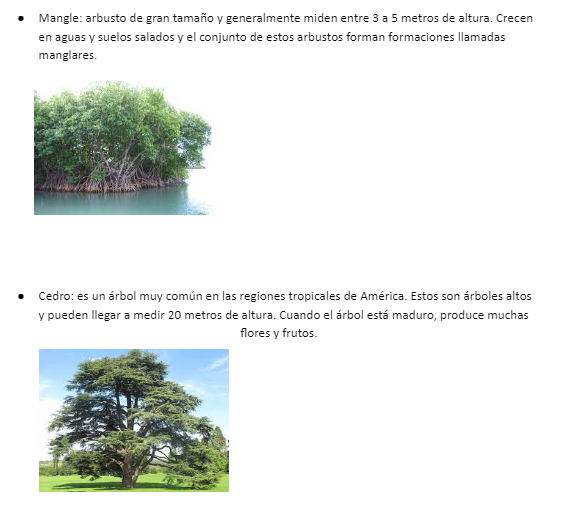 ● Mangle: arbusto de gran tamaño y generalmente miden entre 3 a 5 metros de altura. Crecen
en aguas y suelos salados y el conjunto de estos arbustos forman formaciones llamadas
manglares.
● Cedro: es un árbol muy común en las regiones tropicales de América. Estos son árboles altos
y pueden llegar a medir 20 metros de altura. Cuando el árbol está maduro, produce muchas
flores y frutos.